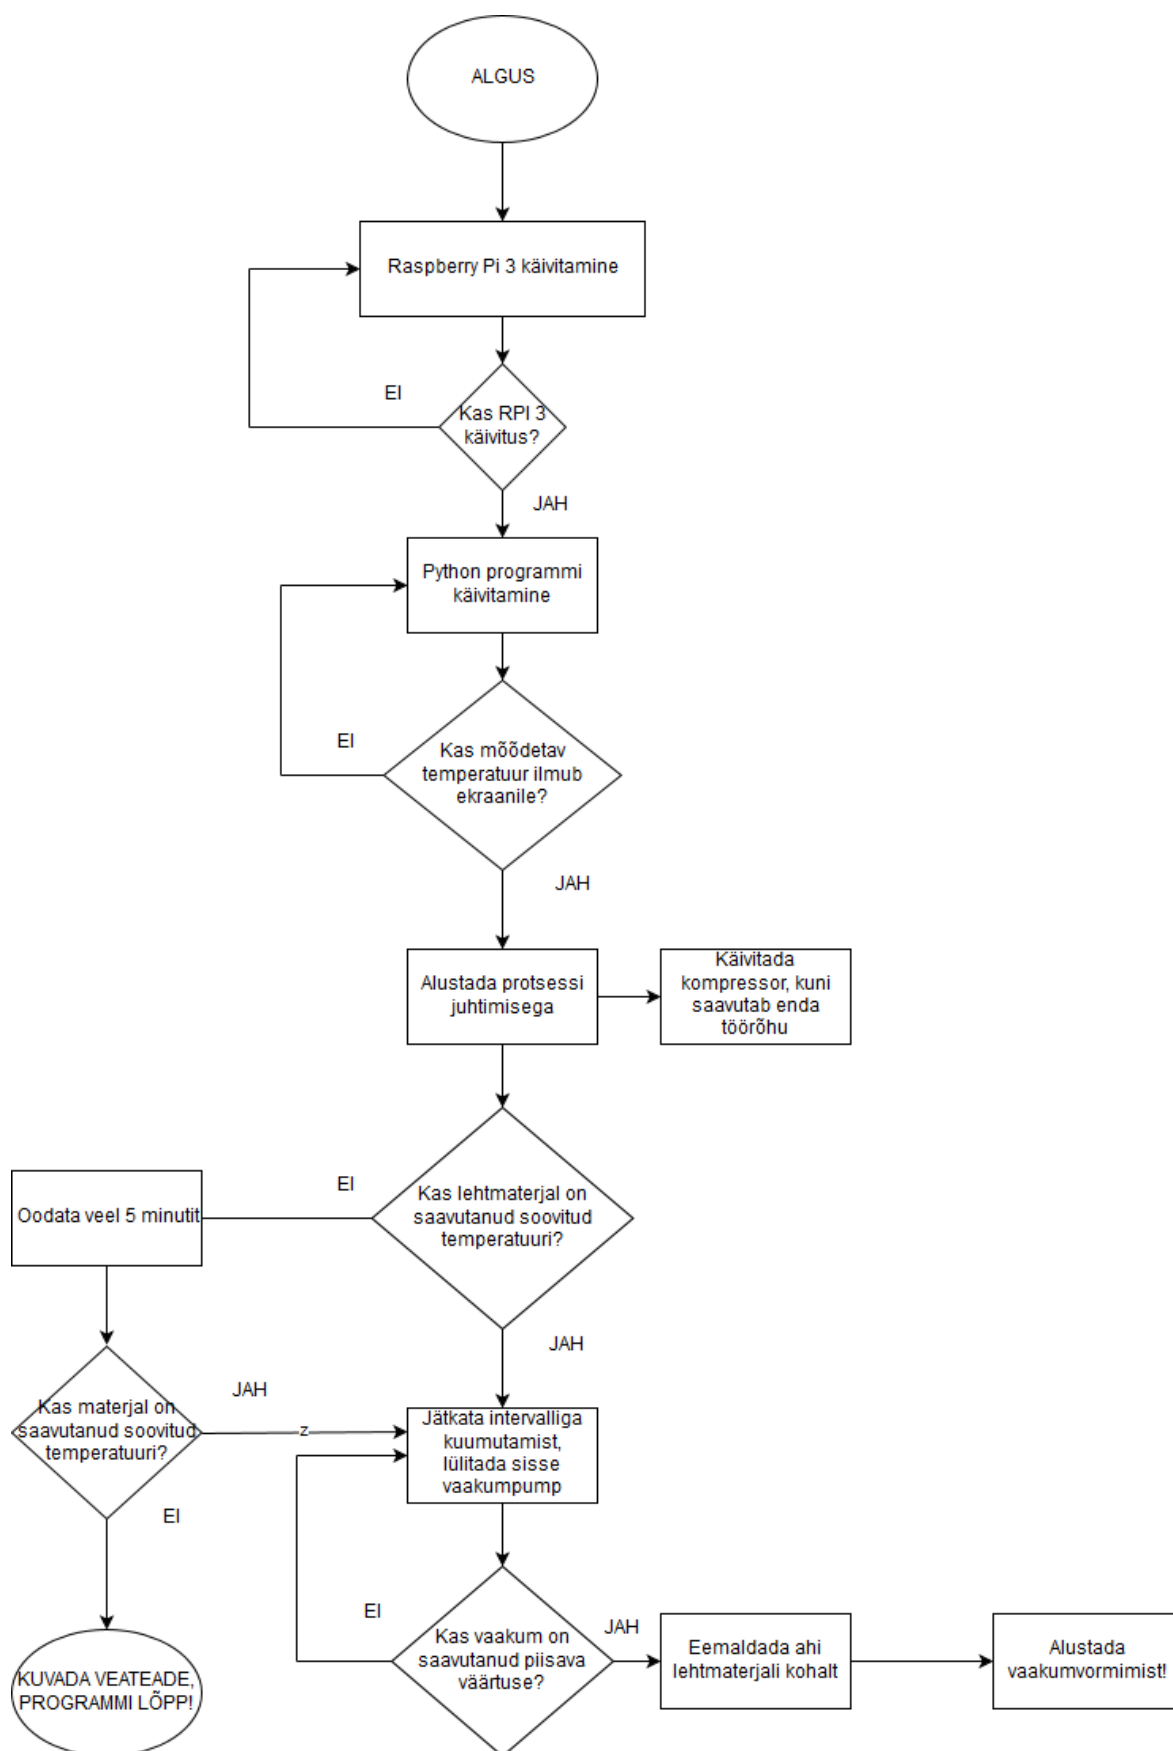 ALGUS
Raspberry Pi 3 käivitamine
EI
Kas RPI 3
käivitus?
JAH
Python programmi
käivitamine
EI
Kas mõõdetav
temperatuur ilmub
ekraanile?
JAH
Alustada protsessi
juhtimisega
Käivitada
kompressor, kuni
saavutab enda
töörõhu
EI
Kas lehtmaterjal on
saavutanud soovitud
temperatuuri?
Oodata veel 5 minutit
JAH
Kas materjal on
saavutanud soovitud
temperatuuri?
JAH
z
Jätkata intervalliga
kuumutamist,
lülitada sisse
vaakumpump
EI
EI
Kas vaakum on
saavutanud piisava
väärtuse?
JAH
Eemaldada ahi
lehtmaterjali kohalt
Alustada
vaakumvormimist!
KUVADA VEATEADE,
PROGRAMMI LÕPP!